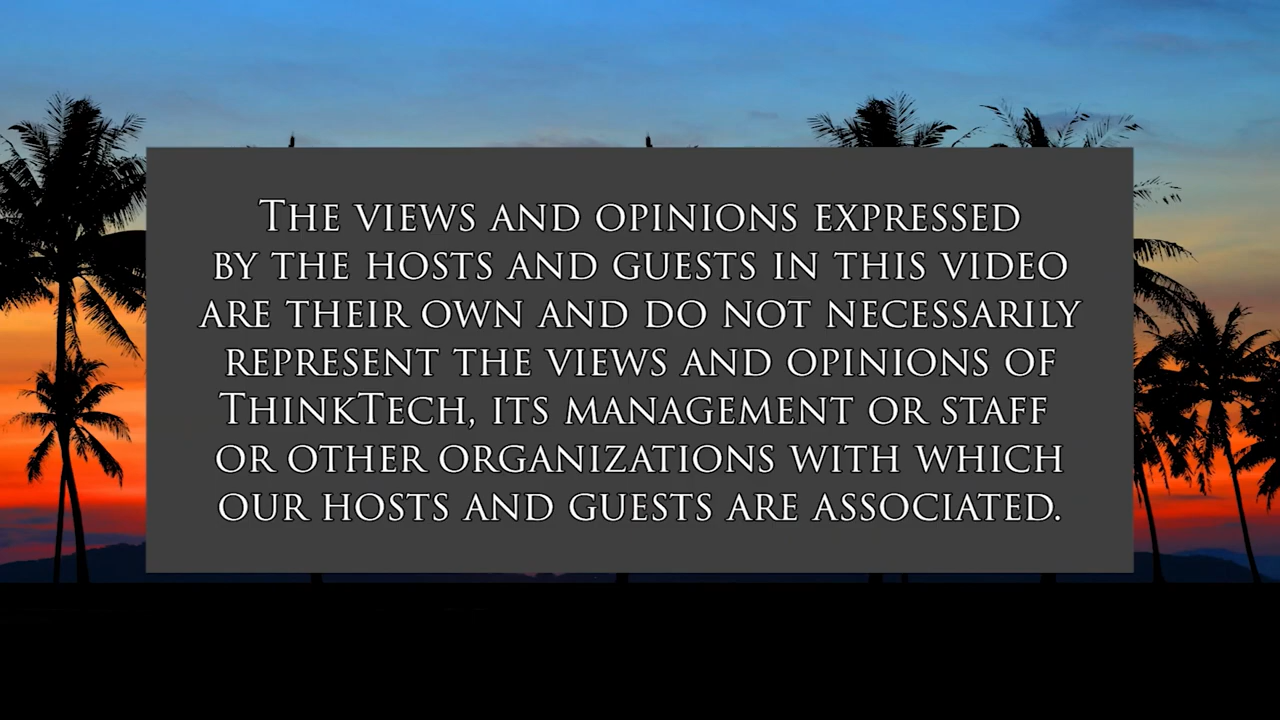 The views and opinions expressed
by the hosts and guests in this video
are their own and do not necessarily
represent the views and opinions of
ThinkTech, its management or staff
or other organizations with which
our hosts and guests are associated.